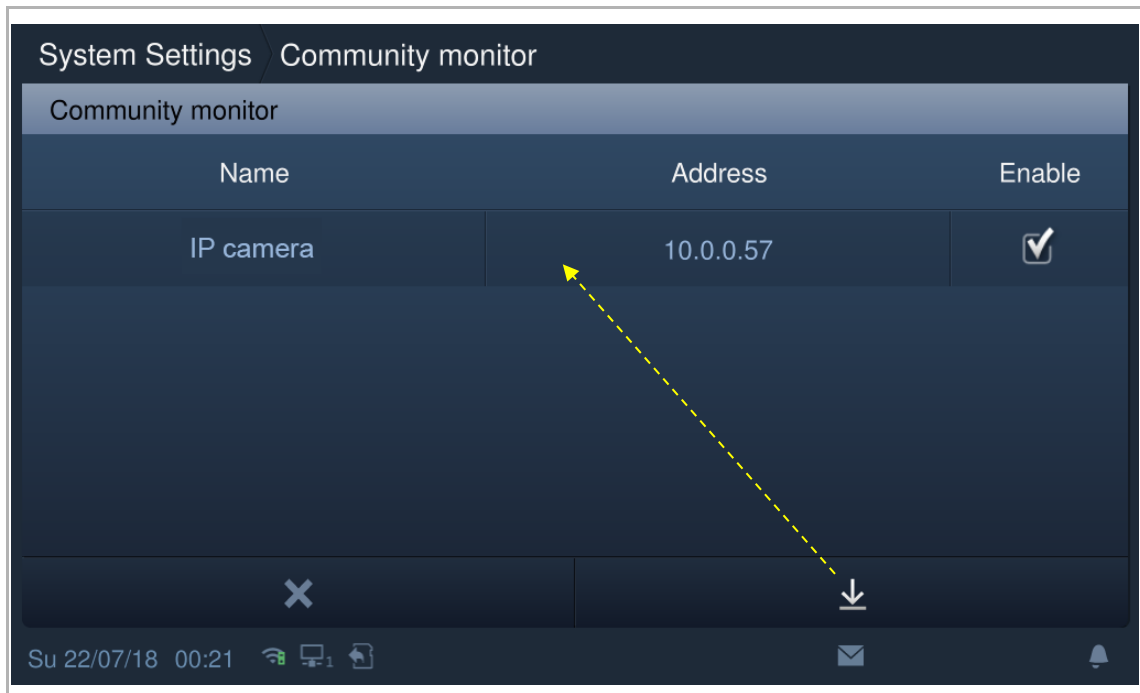 System Settings Community monitor
Community monitor
Name Address Enable
IP camera 10.0.0.57
Su 22/07/18 00:21 1